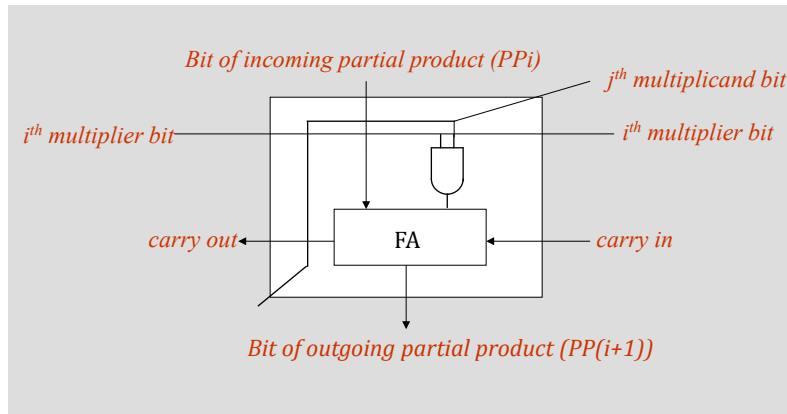 Bit of incoming partial product (PPi)
jth multiplicand bit
ith multiplier bit
ith multiplier bit
carry out
FA
carry in
Bit of outgoing partial product (PP(i+1))